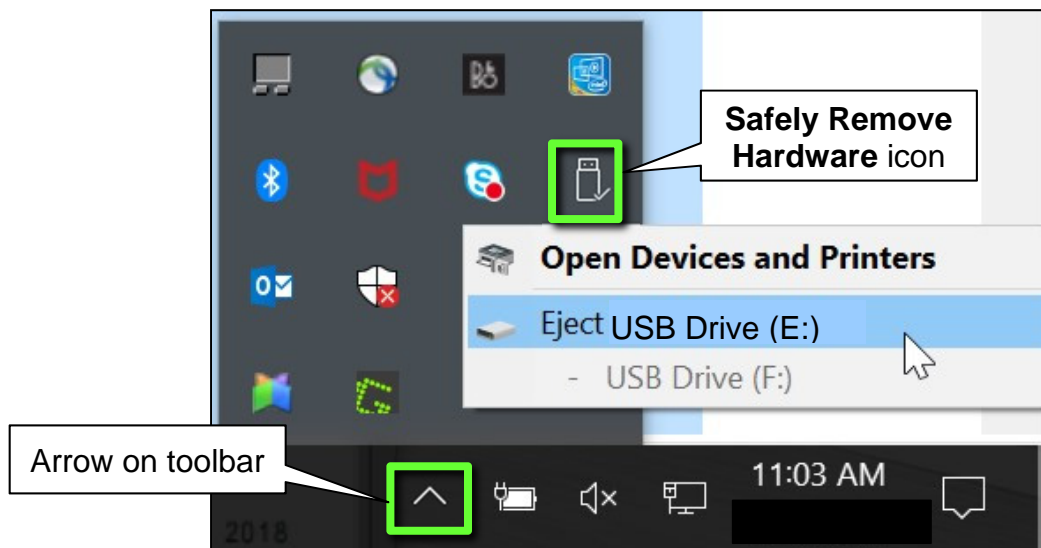 Safely Remove
Hardware icon
Open Devices and Printers
Eject USB Drive (E:)
- USB Drive (F:)
Arrow on toolbar
11:03 AM
2018